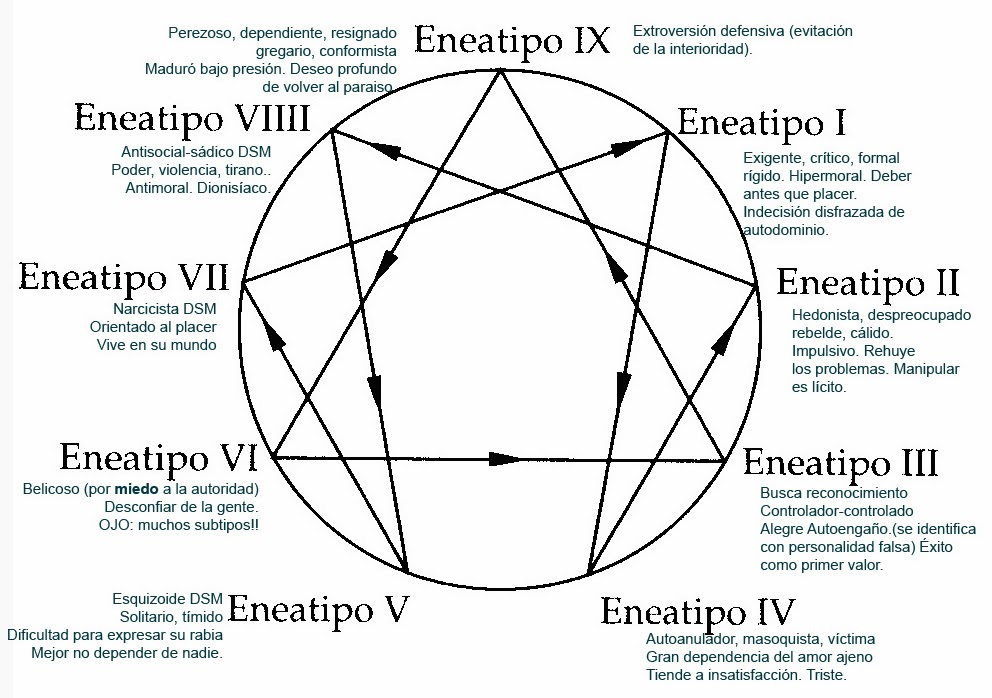 Perezoso, dependiente, resignado
gregario, conformista
Maduró bajo presión. Deseo profundo
de volver al paraiso.
Eneatipo IX
Extroversión defensiva (evitación
de la interioridad).
Eneatipo VIIII
Antisocial-sádico DSM
Poder, violencia, tirano..
Antimoral. Dionisíaco.
Eneatipo I
Exigente, crítico, formal
rígido. Hipermoral. Deber
antes que placer.
Indecisión disfrazada de
autodominio.
Eneatipo VII
Narcicista DSM
Orientado al placer
Vive en su mundo
Eneatipo II
Hedonista, despreocupado
rebelde, cálido.
Impulsivo. Rehuye
los problemas. Manipular
es lícito.
Eneatipo VI
Belicoso (por miedo a la autoridad)
Desconfiar de la gente.
OJO: muchos subtipos!!
Eneatipo III
Busca reconocimiento
Controlador-controlado
Alegre Autoengaño.(se identifica
con personalidad falsa) Éxito
como primer valor.
Esquizoide DSM
Solitario, tímido
Dificultad para expresar su rabia
Mejor no depender de nadie.
Eneatipo V
Eneatipo IV
Autoanulador, masoquista, víctima
Gran dependencia del amor ajeno
Tiende a insatisfacción. Triste.